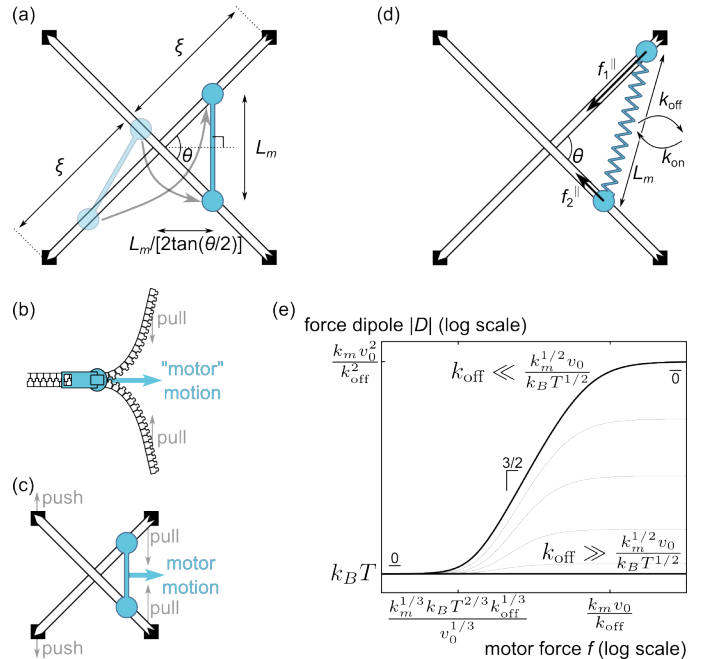 (a)
ξ
ξ
θ
L_m
L_m/[2tan(θ/2)]
(b)
pull
"motor"
motion
pull
(c)
push
pull
motor
motion
pull
push
(d)
f_1^∥
k_off
k_on
θ
f_2^∥
L_m
(e)
force dipole |D| (log scale)
k_m v_0^2 / k_off^2
k_off ≪ k_m^{1/2} v_0 / k_B T^{1/2}
0
3/2
k_off ≫ k_m^{1/2} v_0 / k_B T^{1/2}
0
k_B T
k_m^{1/3} k_B T^{2/3} k_off^{1/3} / v_0^{1/3}
k_m v_0 / k_off
motor force f (log scale)